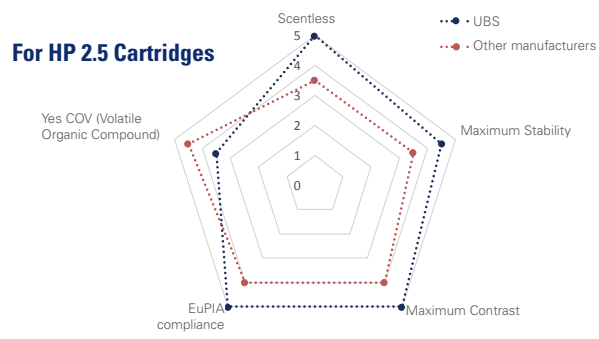 Scentless
UBS
Other manufacturers
For HP 2.5 Cartridges
5
4
3
2
1
0
Yes COV (Volatile
Organic Compound)
Maximum Stability
EuPIA
compliance
Maximum Contrast